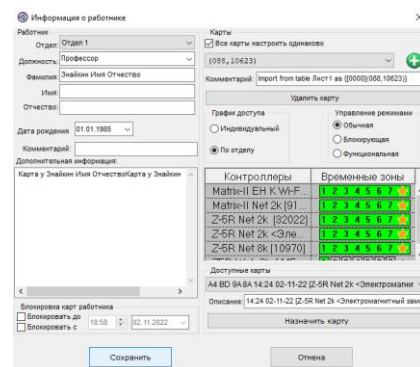 Информация о работнике
Работник
Отдел: Отдел 1
Должность: Профессор
Фамилия: Знайкин Имя Отчество
Имя:
Отчество:
Дата рождения 01.01.1985
Комментарий:
Дополнительная информация:
Карта у Знайкин Имя ОтчествоКарта у Знайкин
Блокировка карт работника
Блокировать до
Блокировать с
18:58 02.11.2022
Карты
Все карты настроить одинаково
(088,10623)
Комментарий: Import from table Лист1 as ([0000](088,10623))
Удалить карту
График доступа
Индивидуальный
По отделу
Управление режимами
Обычная
Блокирующая
Функциональная
Контроллеры Временные зоны
Matrix-II EH K Wi-F... 1 2 3 4 5 6 7
Matrix-II Net 2k [91... 1 2 3 4 5 6 7
Z-5R Net 2k [32022] 1 2 3 4 5 6 7
Z-5R Net 2k <Эле... 1 2 3 4 5 6 7
Z-5R Net 8k [10970] 1 2 3 4 5 6 7
Доступные карты
A4 BD 9A8A 14:24 02-11-22 [Z-5R Net 2k <Электромагни
Описание: 14:24 02-11-22 [Z-5R Net 2k <Электромагнитный зам
Назначить карту
Сохранить
Отмена